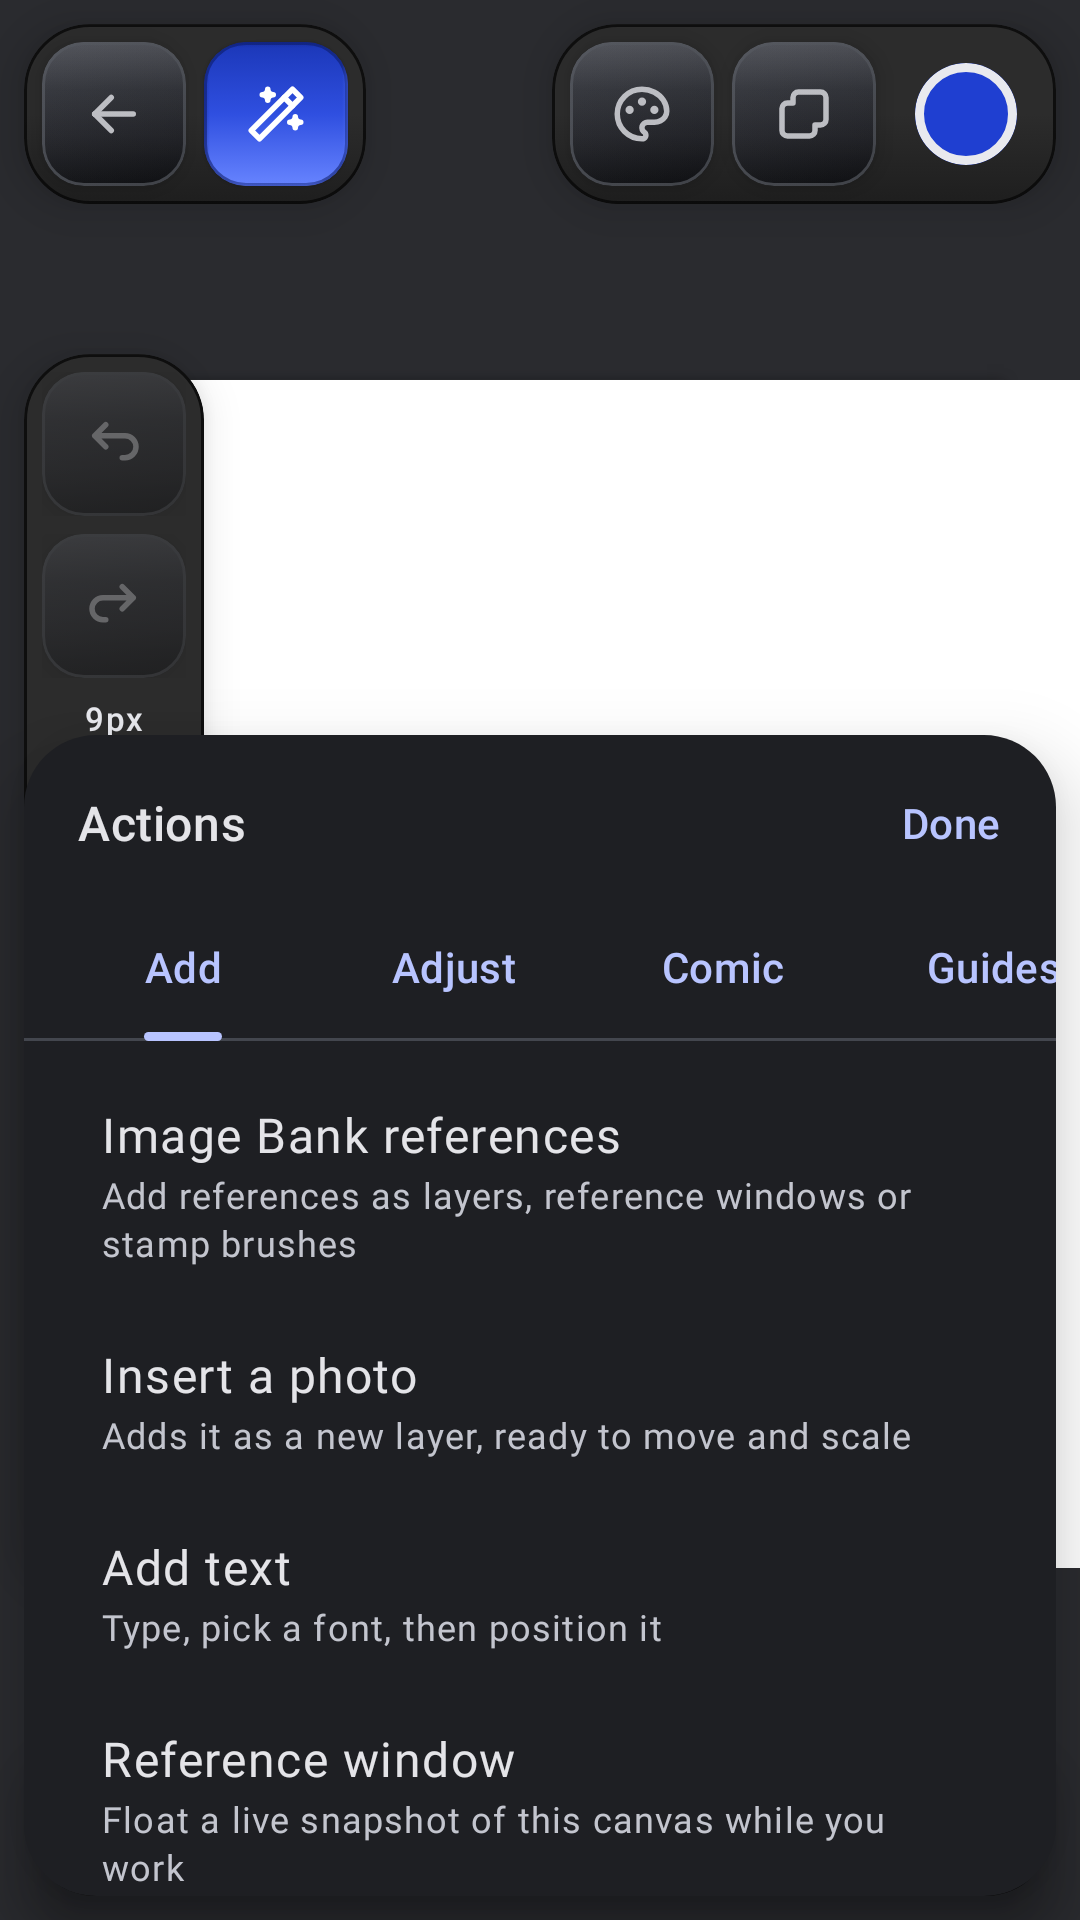 9px
Actions
Done
Add
Adjust
Comic
Guides
Image Bank references
Add references as layers, reference windows or
stamp brushes
Insert a photo
Adds it as a new layer, ready to move and scale
Add text
Type, pick a font, then position it
Reference window
Float a live snapshot of this canvas while you
work